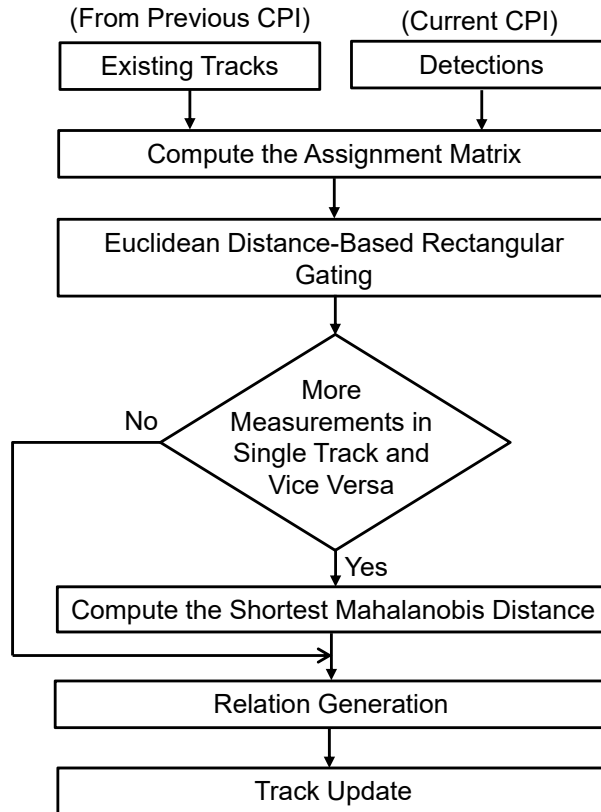 (From Previous CPI)
(Current CPI)
Existing Tracks
Detections
Compute the Assignment Matrix
Euclidean Distance-Based Rectangular
Gating
More
Measurements in
Single Track and
Vice Versa
No
Yes
Compute the Shortest Mahalanobis Distance
Relation Generation
Track Update